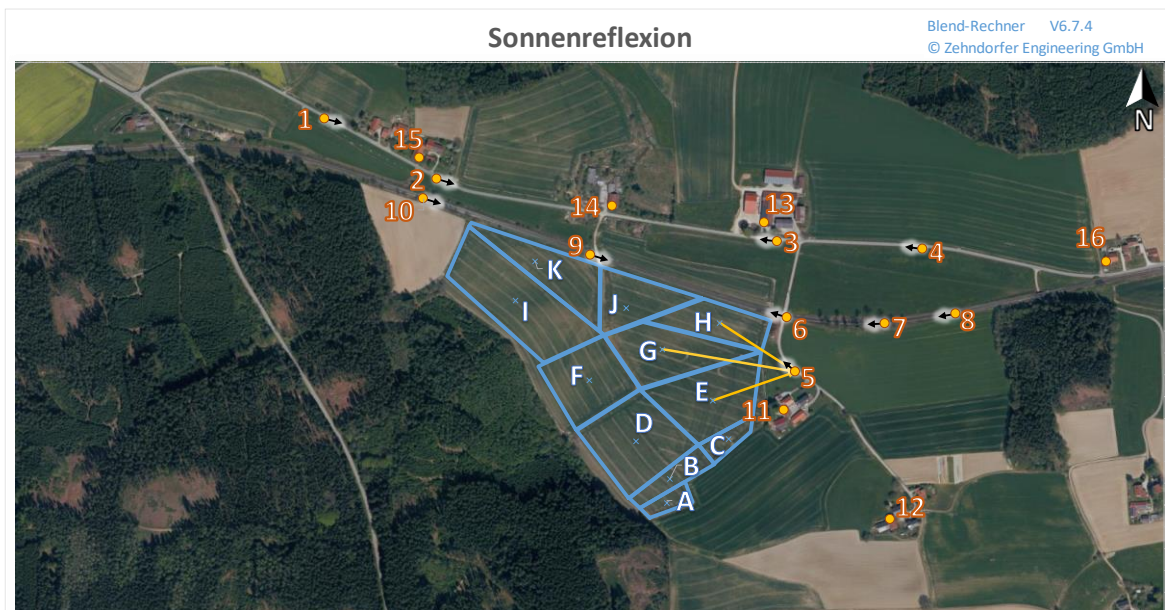 Sonnenreflexion
Blend-Rechner V6.7.4
© Zehndorfer Engineering GmbH
N
1
15
2
10
14
13
9
3
4
16
K
I
J
H
6
7
8
G
5
F
E
11
D
C
B
A
12